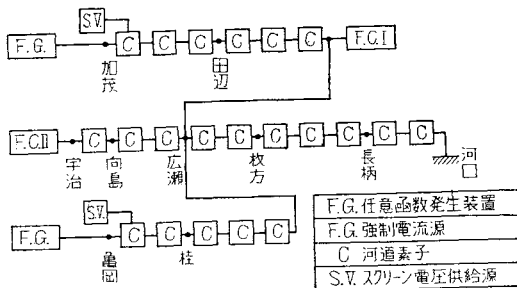 S.V.
F.G. C C C C C C F.C.I
加茂 田辺
F.C.II C C C C C C C C C C
宇治 向島 広瀬 枚方 長柄 河口
S.V.
F.G. C C C C C
亀岡 桂
F.G.任意函数発生装置
F.G.強制電流源
C 河道素子
S.V.スクリーン電圧供給源